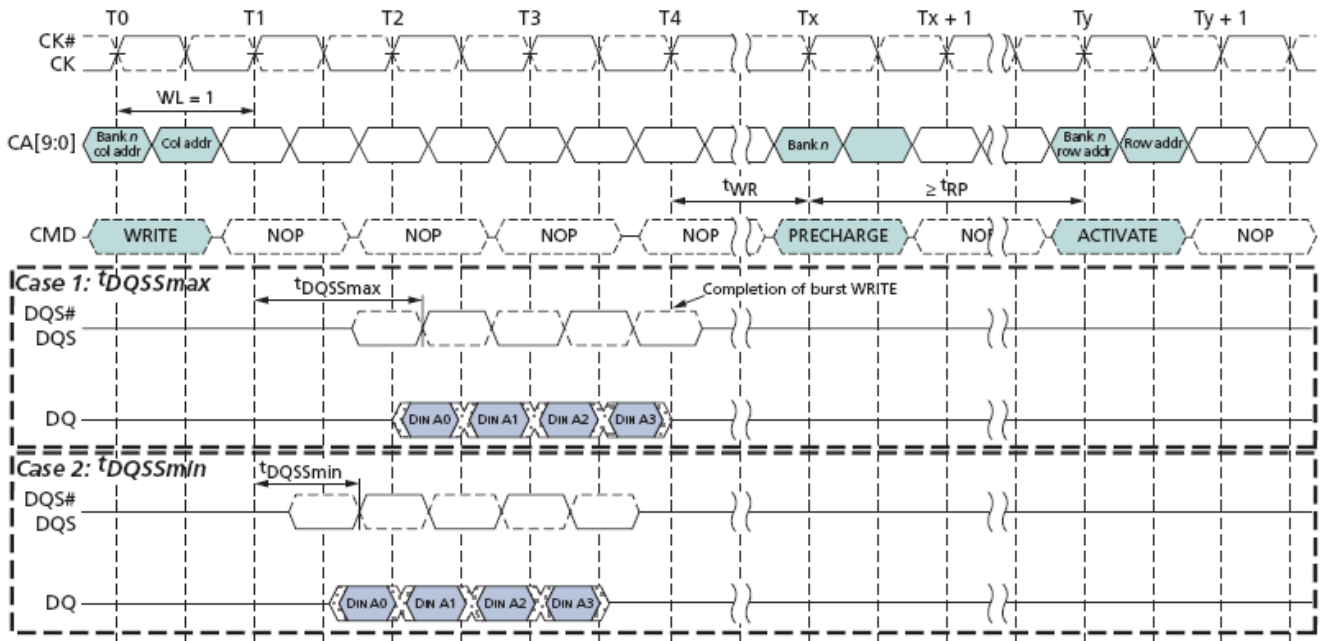 T0 T1 T2 T3 T4 Tx Tx + 1 Ty Ty + 1
CK#
CK
WL = 1
CA[9:0]
Bank n
col addr
Col addr
Bank n
Bank n
row addr
Row addr
tWR
≥ tRP
CMD WRITE NOP NOP NOP NOP PRECHARGE NOP ACTIVATE NOP
Case 1: tDQSSmax
tDQSSmax
Completion of burst WRITE
DQS#
DQS
DQ DIN A0 DIN A1 DIN A2 DIN A3
Case 2: tDQSSmin
tDQSSmin
DQS#
DQS
DQ DIN A0 DIN A1 DIN A2 DIN A3